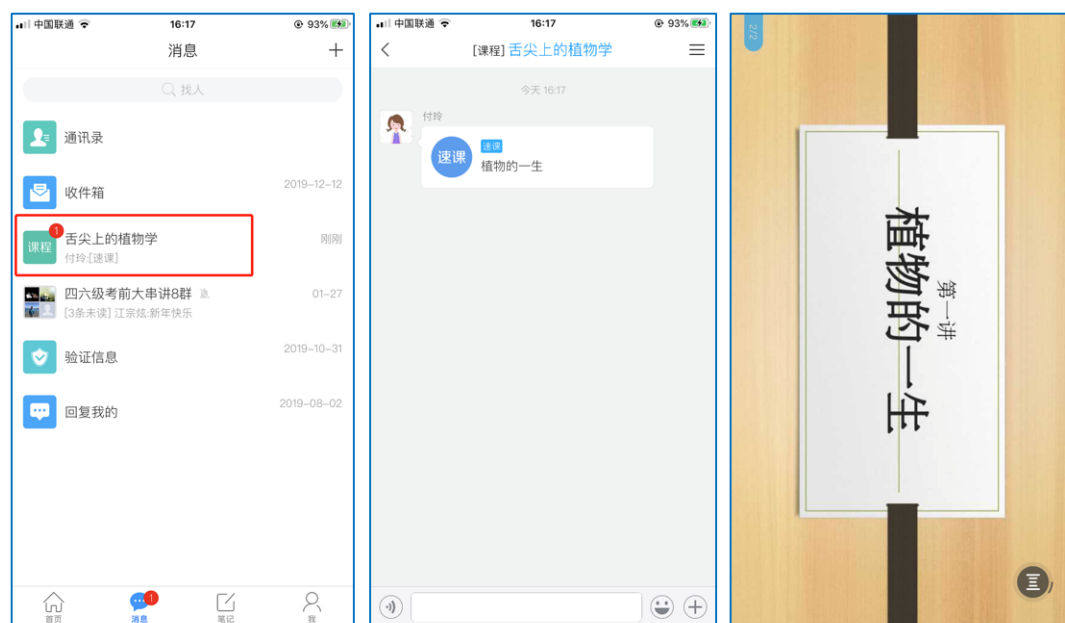 中国联通 16:17 93%
消息
找人
通讯录
收件箱 2019-12-12
课程 1 舌尖上的植物学 刚刚
付玲:[速课]
四六级考前大串讲8群 01-27
[3条未读] 江宗炫:新年快乐
验证信息 2019-10-31
回复我的 2019-08-02
1
首页 消息 笔记 我
中国联通 16:17 93%
[课程] 舌尖上的植物学
今天 16:17
付玲
速课 速课
植物的一生
2/2
第一讲
植物的一生